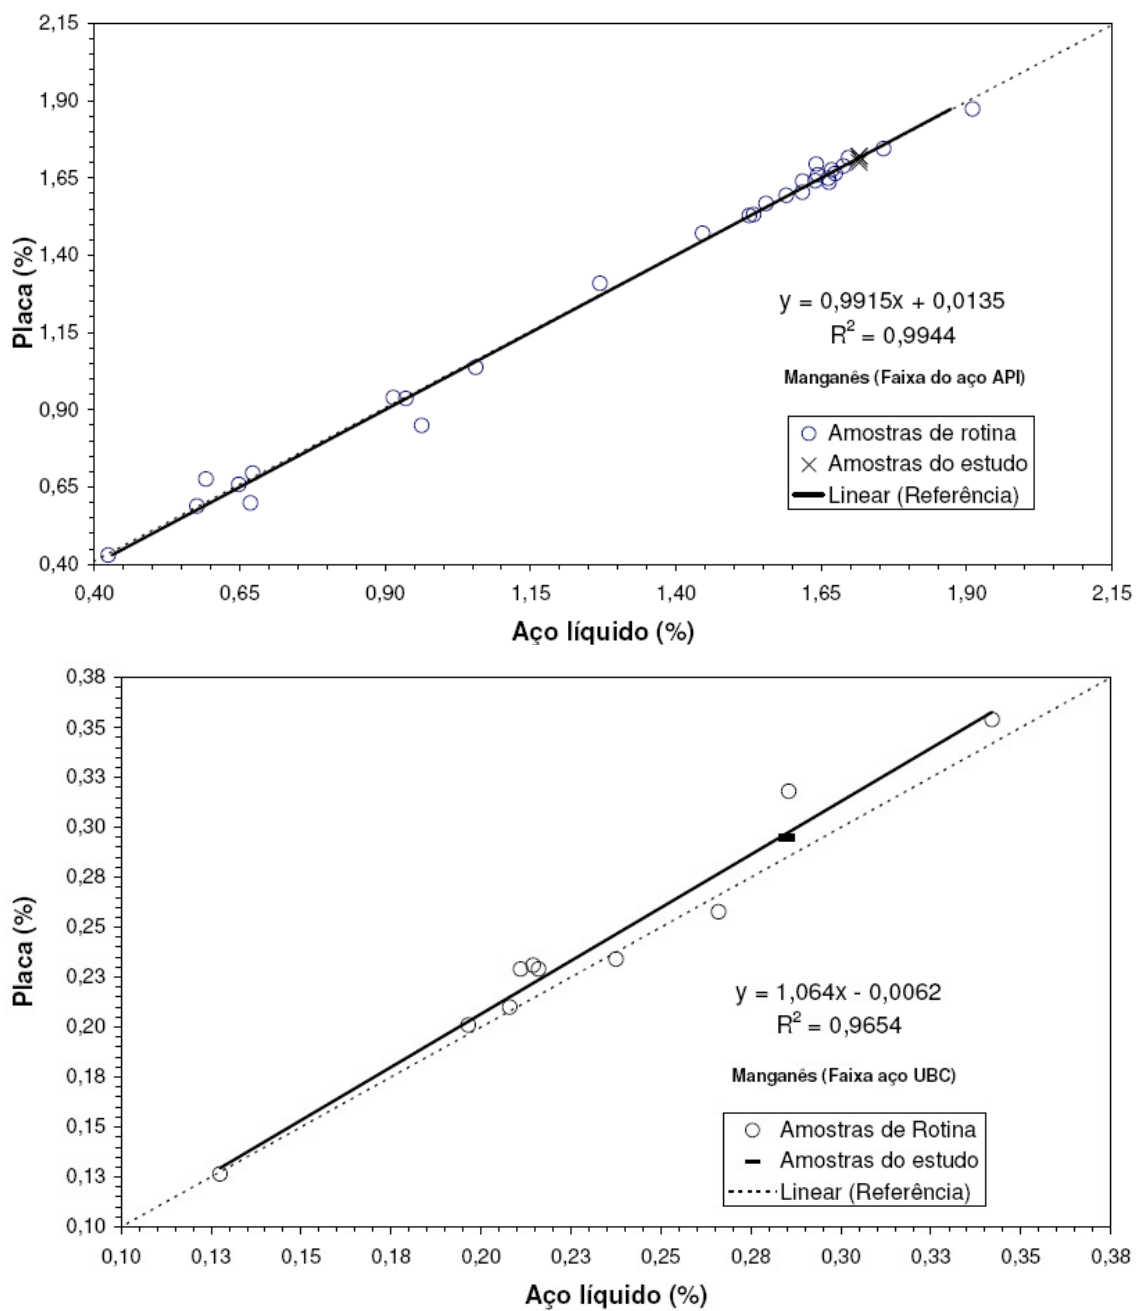 2,15
1,90
1,65
1,40
1,15
0,90
0,65
0,40
Placa (%)
y = 0,9915x + 0,0135
R² = 0,9944
Manganês (Faixa do aço API)
Amostras de rotina
Amostras do estudo
Linear (Referência)
0,40 0,65 0,90 1,15 1,40 1,65 1,90 2,15
Aço líquido (%)
0,38
0,35
0,33
0,30
0,28
0,25
0,23
0,20
0,18
0,15
0,13
0,10
Placa (%)
y = 1,064x - 0,0062
R² = 0,9654
Manganês (Faixa aço UBC)
Amostras de Rotina
Amostras do estudo
Linear (Referência)
0,10 0,13 0,15 0,18 0,20 0,23 0,25 0,28 0,30 0,33 0,35 0,38
Aço líquido (%)